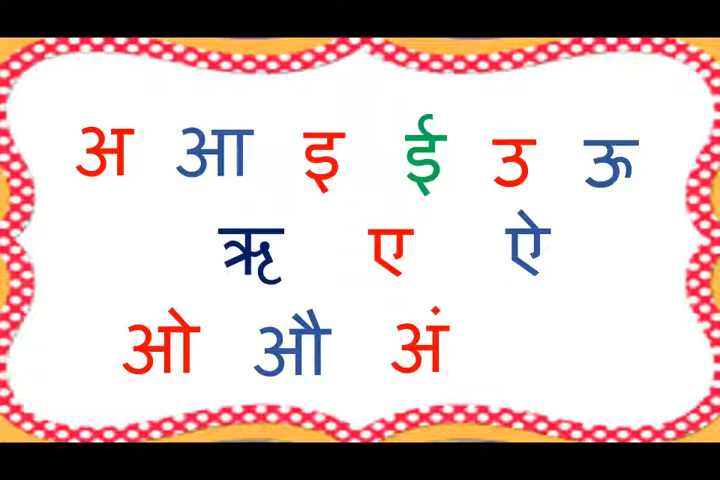 अ आ इ ई उ ऊ
ऋ ए ऐ
ओ औ अं